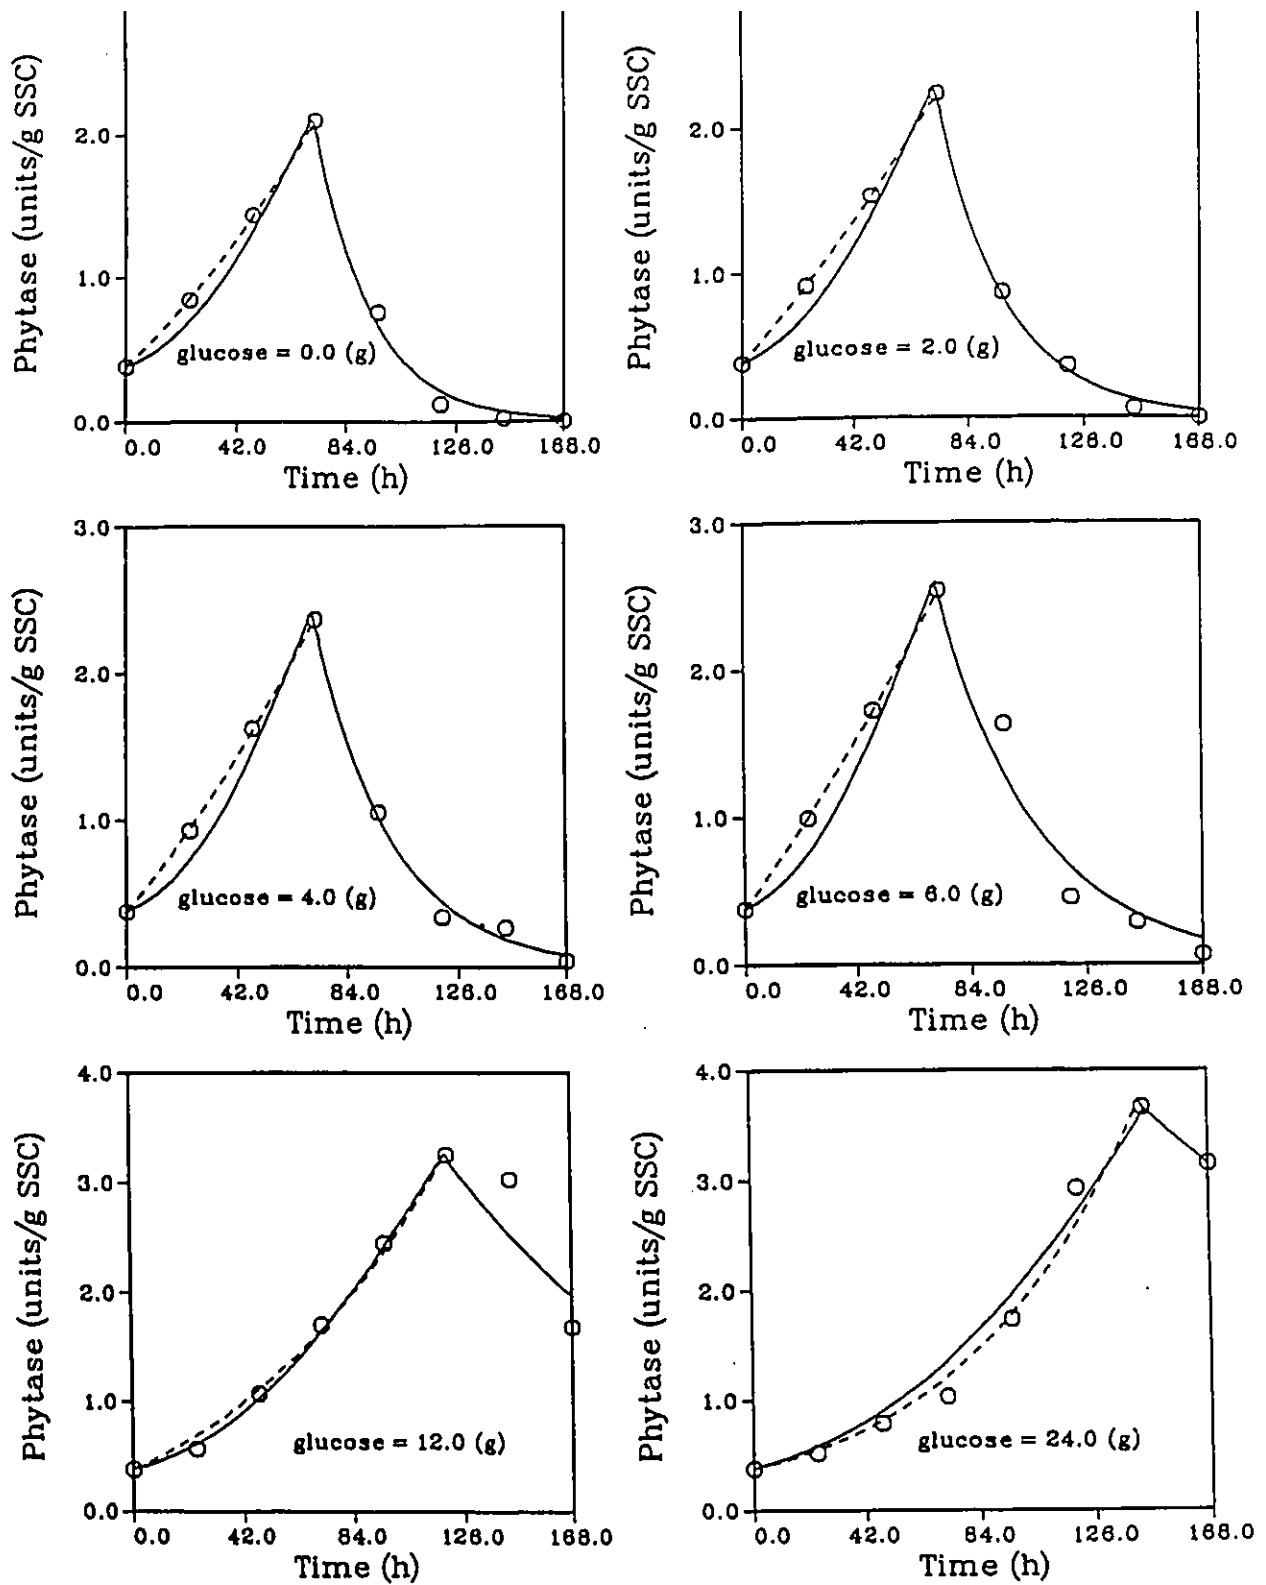 Phytase (units/g SSC)
2.0
1.0
0.0
glucose = 0.0 (g)
0.0 42.0 84.0 126.0 168.0
Time (h)
Phytase (units/g SSC)
2.0
1.0
0.0
glucose = 2.0 (g)
0.0 42.0 84.0 126.0 168.0
Time (h)
Phytase (units/g SSC)
3.0
2.0
1.0
0.0
glucose = 4.0 (g)
0.0 42.0 84.0 126.0 168.0
Time (h)
Phytase (units/g SSC)
3.0
2.0
1.0
0.0
glucose = 6.0 (g)
0.0 42.0 84.0 126.0 168.0
Time (h)
Phytase (units/g SSC)
4.0
3.0
2.0
1.0
0.0
glucose = 12.0 (g)
0.0 42.0 84.0 126.0 168.0
Time (h)
Phytase (units/g SSC)
4.0
3.0
2.0
1.0
0.0
glucose = 24.0 (g)
0.0 42.0 84.0 126.0 168.0
Time (h)